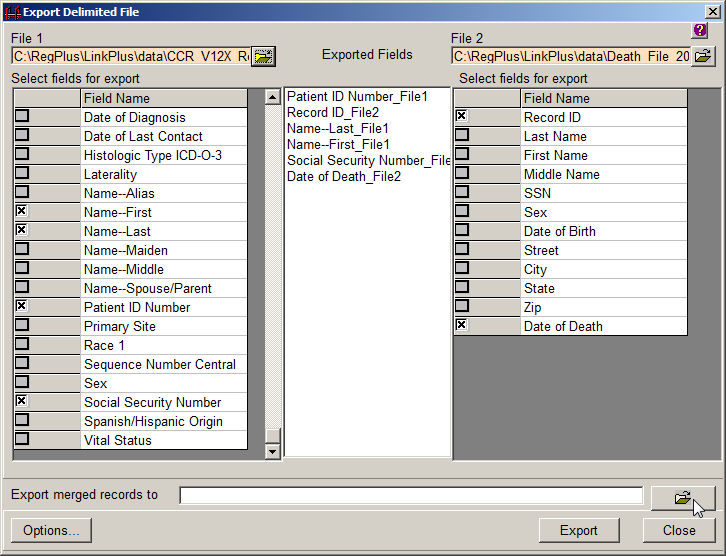 Export Delimited File
File 1
File 2
C:\RegPlus\LinkPlus\data\CCR_V12X_R
Exported Fields
C:\RegPlus\LinkPlus\data\Death_File_20
Select fields for export
Select fields for export
Field Name
Date of Diagnosis
Date of Last Contact
Histologic Type ICD-O-3
Laterality
Name--Alias
Name--First
Name--Last
Name--Maiden
Name--Middle
Name--Spouse/Parent
Patient ID Number
Primary Site
Race 1
Sequence Number Central
Sex
Social Security Number
Spanish/Hispanic Origin
Vital Status
Patient ID Number_File1
Record ID_File2
Name--Last_File1
Name--First_File1
Social Security Number_File
Date of Death_File2
Field Name
Record ID
Last Name
First Name
Middle Name
SSN
Sex
Date of Birth
Street
City
State
Zip
Date of Death
Export merged records to
Options...
Export
Close